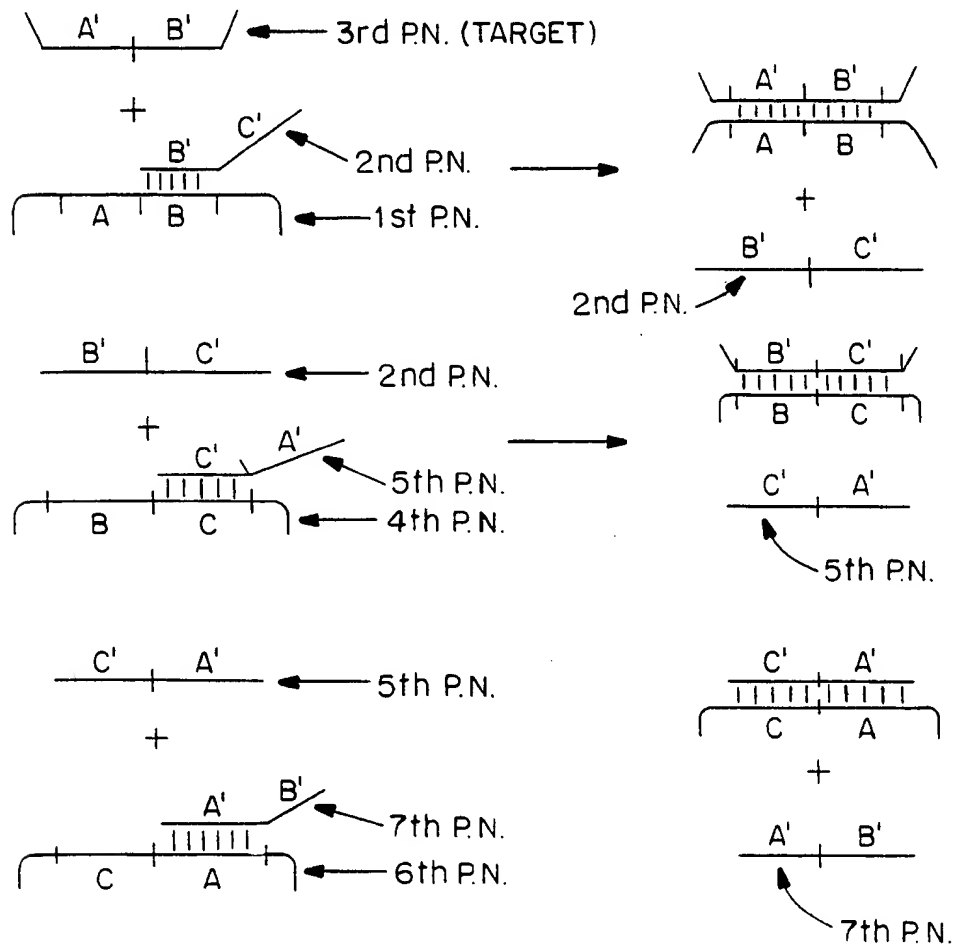 A' B' 3rd P.N. (TARGET)
+
B' C' 2nd P.N.
A B 1st P.N.
A' B'
A B
+
B' C'
2nd P.N.
B' C' 2nd P.N.
+
C' A' 5th P.N.
B C 4th P.N.
B' C'
B C
C' A'
5th P.N.
C' A' 5th P.N.
+
A' B' 7th P.N.
C A 6th P.N.
C' A'
C A
+
A' B'
7th P.N.